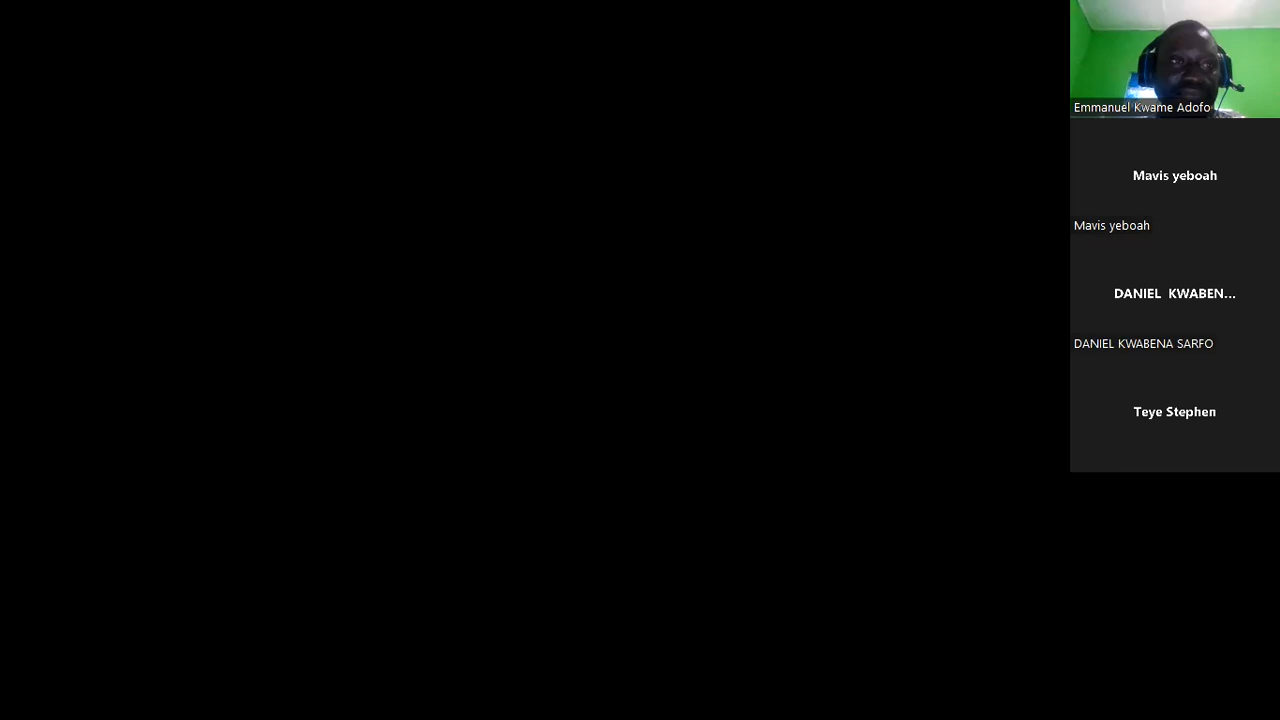 Emmanuel Kwame Adofo
Mavis yeboah
Mavis yeboah
DANIEL KWABEN...
DANIEL KWABENA SARFO
Teye Stephen